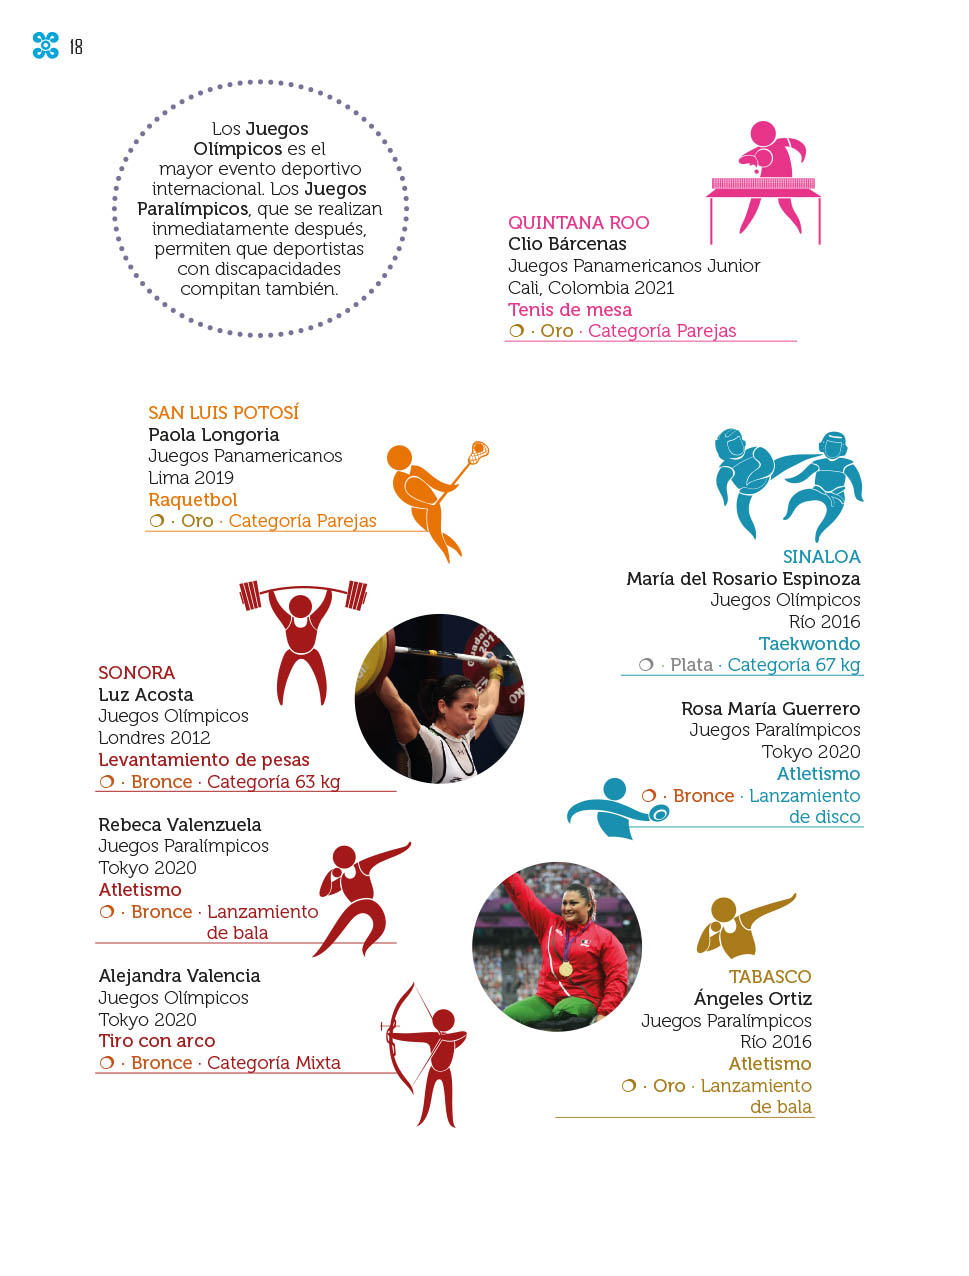 18
Los Juegos
Olímpicos es el
mayor evento deportivo
internacional. Los Juegos
Paralímpicos, que se realizan
inmediatamente después,
permiten que deportistas
con discapacidades
compitan también.
QUINTANA ROO
Clio Bárcenas
Juegos Panamericanos Junior
Cali, Colombia 2021
Tenis de mesa
· Oro · Categoría Parejas
SAN LUIS POTOSÍ
Paola Longoria
Juegos Panamericanos
Lima 2019
Raquetbol
· Oro · Categoría Parejas
SINALOA
María del Rosario Espinoza
Juegos Olímpicos
Río 2016
Taekwondo
· Plata · Categoría 67 kg
Rosa María Guerrero
Juegos Paralímpicos
Tokyo 2020
Atletismo
· Bronce · Lanzamiento
de disco
SONORA
Luz Acosta
Juegos Olímpicos
Londres 2012
Levantamiento de pesas
· Bronce · Categoría 63 kg
Rebeca Valenzuela
Juegos Paralímpicos
Tokyo 2020
Atletismo
· Bronce · Lanzamiento
de bala
Alejandra Valencia
Juegos Olímpicos
Tokyo 2020
Tiro con arco
· Bronce · Categoría Mixta
TABASCO
Ángeles Ortiz
Juegos Paralímpicos
Río 2016
Atletismo
· Oro · Lanzamiento
de bala